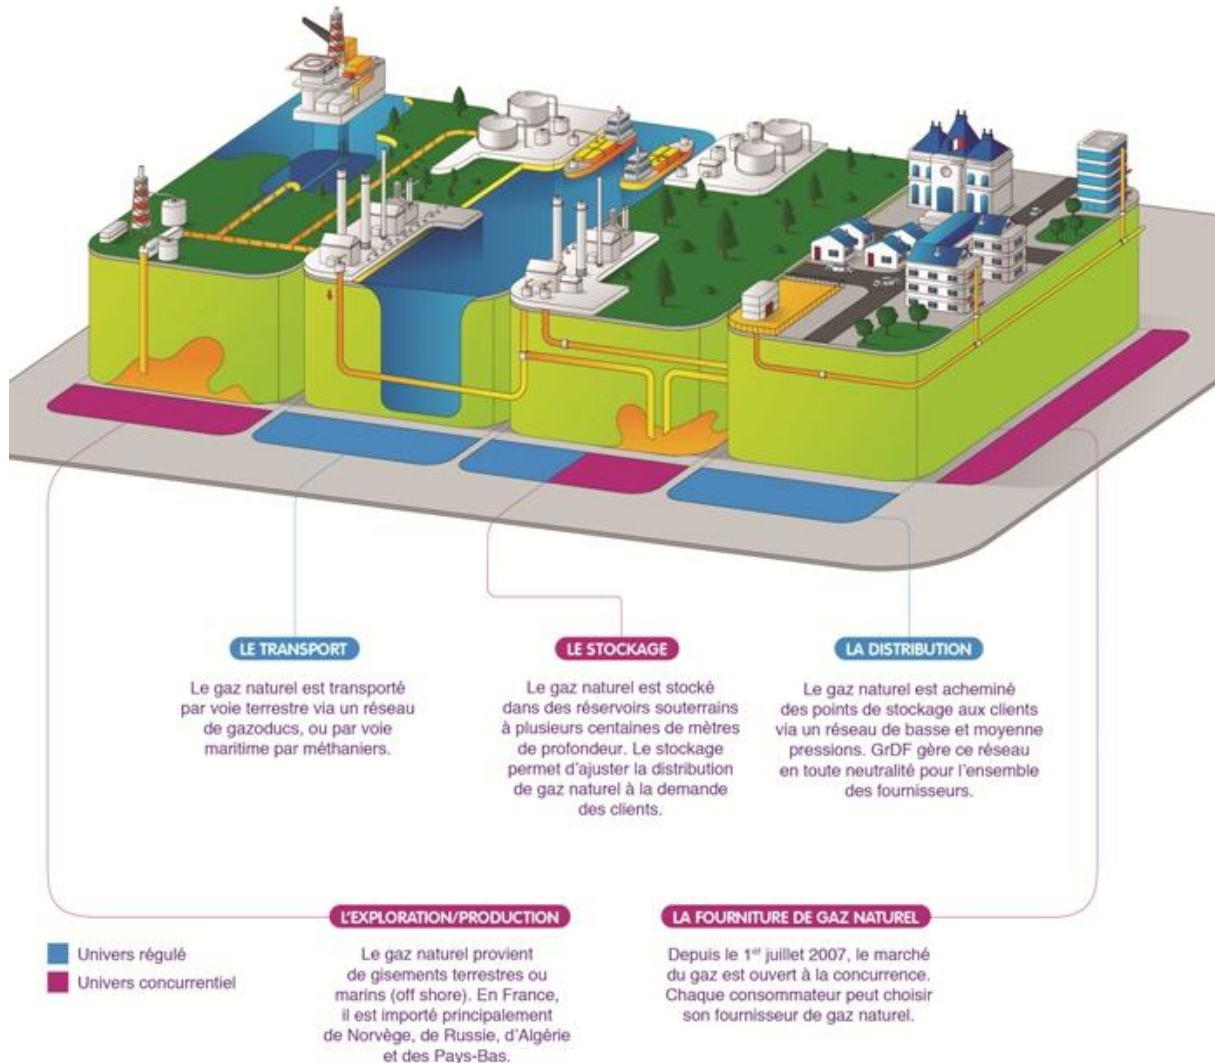 LE TRANSPORT
Le gaz naturel est transporté
par voie terrestre via un réseau
de gazoducs, ou par voie
maritime par méthaniers.
LE STOCKAGE
Le gaz naturel est stocké
dans des réservoirs souterrains
à plusieurs centaines de mètres
de profondeur. Le stockage
permet d'ajuster la distribution
de gaz naturel à la demande
des clients.
LA DISTRIBUTION
Le gaz naturel est acheminé
des points de stockage aux clients
via un réseau de basse et moyenne
pressions. GrDF gère ce réseau
en toute neutralité pour l'ensemble
des fournisseurs.
Univers régulé
Univers concurrentiel
L'EXPLORATION/PRODUCTION
Le gaz naturel provient
de gisements terrestres ou
marins (off shore). En France,
il est importé principalement
de Norvège, de Russie, d'Algérie
et des Pays-Bas.
LA FOURNITURE DE GAZ NATUREL
Depuis le 1er juillet 2007, le marché
du gaz est ouvert à la concurrence.
Chaque consommateur peut choisir
son fournisseur de gaz naturel.